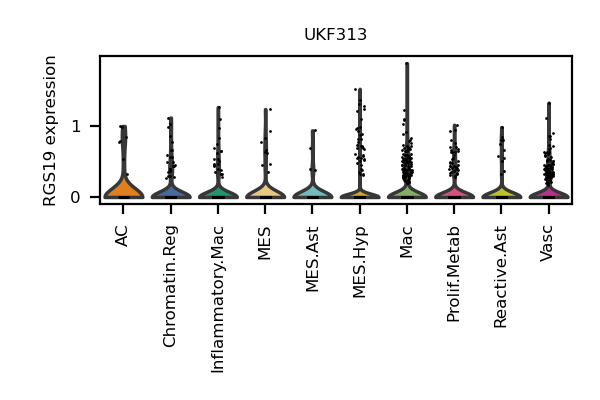 UKF313
RGS19 expression
1
0
AC
Chromatin.Reg
Inflammatory.Mac
MES
MES.Ast
MES.Hyp
Mac
Prolif.Metab
Reactive.Ast
Vasc